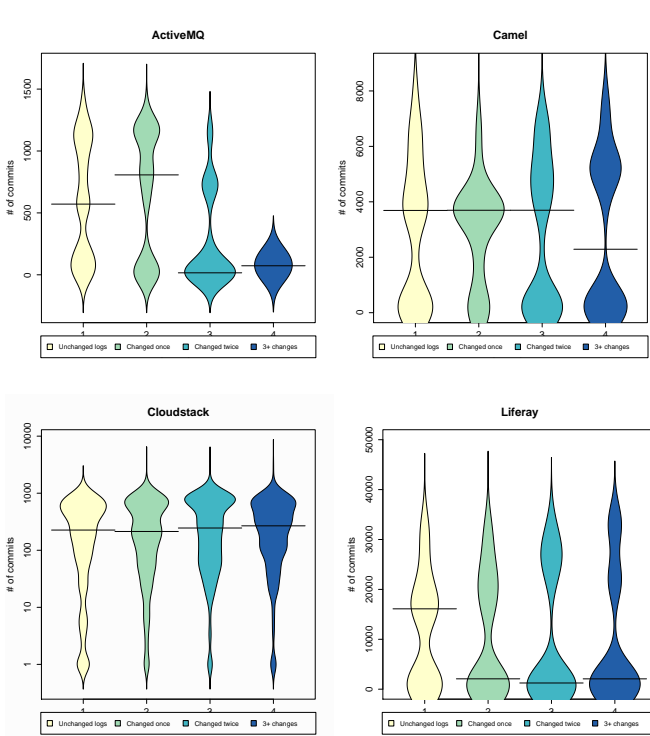 ActiveMQ
# of commits
1500
1000
500
0
1 2 3 4
Unchanged logs Changed once Changed twice 3+ changes
Camel
# of commits
8000
6000
4000
2000
0
1 2 3 4
Unchanged logs Changed once Changed twice 3+ changes
Cloudstack
# of commits
10000
1000
100
10
1
Unchanged logs Changed once Changed twice 3+ changes
Liferay
# of commits
50000
40000
30000
20000
10000
0
1 2 3 4
Unchanged logs Changed once Changed twice 3+ changes